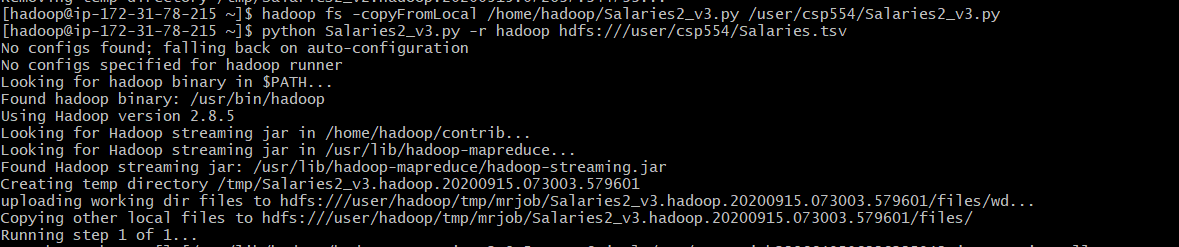 [hadoop@ip-172-31-78-215 ~]$ hadoop fs -copyFromLocal /home/hadoop/Salaries2_v3.py /user/csp554/Salaries2_v3.py
[hadoop@ip-172-31-78-215 ~]$ python Salaries2_v3.py -r hadoop hdfs:///user/csp554/Salaries.tsv
No configs found; falling back on auto-configuration
No configs specified for hadoop runner
Looking for hadoop binary in $PATH...
Found hadoop binary: /usr/bin/hadoop
Using Hadoop version 2.8.5
Looking for Hadoop streaming jar in /home/hadoop/contrib...
Looking for Hadoop streaming jar in /usr/lib/hadoop-mapreduce...
Found Hadoop streaming jar: /usr/lib/hadoop-mapreduce/hadoop-streaming.jar
Creating temp directory /tmp/Salaries2_v3.hadoop.20200915.073003.579601
uploading working dir files to hdfs:///user/hadoop/tmp/mrjob/Salaries2_v3.hadoop.20200915.073003.579601/files/wd...
Copying other local files to hdfs:///user/hadoop/tmp/mrjob/Salaries2_v3.hadoop.20200915.073003.579601/files/
Running step 1 of 1...